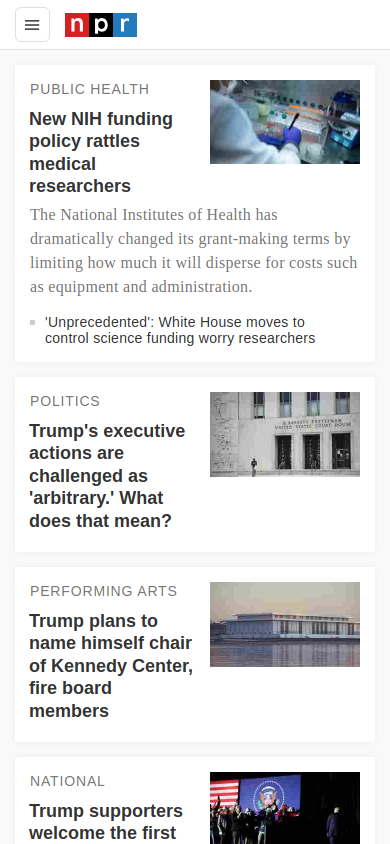 npr
PUBLIC HEALTH
New NIH funding
policy rattles
medical
researchers
The National Institutes of Health has
dramatically changed its grant-making terms by
limiting how much it will disperse for costs such
as equipment and administration.
'Unprecedented': White House moves to
control science funding worry researchers
POLITICS
Trump's executive
actions are
challenged as
'arbitrary.' What
does that mean?
UNITED STATES COURT HOUSE
PERFORMING ARTS
Trump plans to
name himself chair
of Kennedy Center,
fire board
members
NATIONAL
Trump supporters
welcome the first